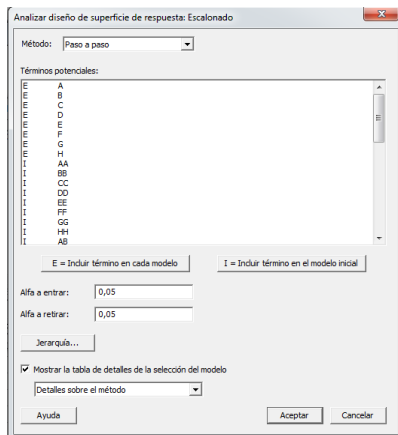 Analizar diseño de superficie de respuesta: Escalonado
Método: Paso a paso
Términos potenciales:
E A
E B
E C
E D
E E
E F
E G
E H
I AA
I BB
I CC
I DD
I EE
I FF
I GG
I HH
I AB
E = Incluir término en cada modelo I = Incluir término en el modelo inicial
Alfa a entrar: 0,05
Alfa a retirar: 0,05
Jerarquía...
Mostrar la tabla de detalles de la selección del modelo
Detalles sobre el método
Ayuda Aceptar Cancelar